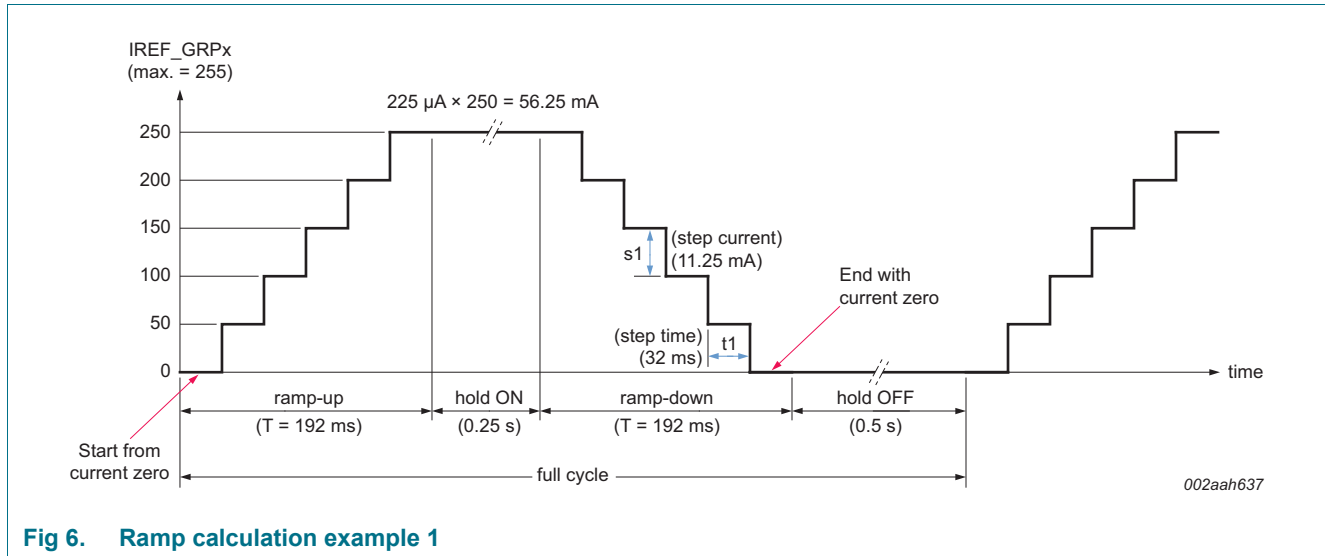 IREF_GRPx
(max. = 255)
225 μA × 250 = 56.25 mA
250
200
150
100
50
0
s1
(step current)
(11.25 mA)
End with
current zero
(step time)
(32 ms)
t1
time
ramp-up
(T = 192 ms)
hold ON
(0.25 s)
ramp-down
(T = 192 ms)
hold OFF
(0.5 s)
Start from
current zero
full cycle
002aah637
Fig 6. Ramp calculation example 1